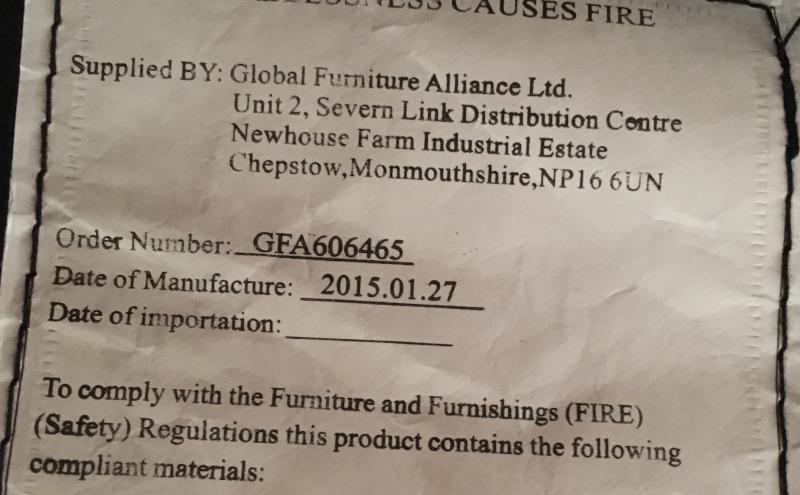 CAUSES FIRE
Supplied BY: Global Furniture Alliance Ltd.
Unit 2, Severn Link Distribution Centre
Newhouse Farm Industrial Estate
Chepstow,Monmouthshire,NP16 6UN
Order Number: GFA606465
Date of Manufacture: 2015.01.27
Date of importation:
To comply with the Furniture and Furnishings (FIRE)
(Safety) Regulations this product contains the following
compliant materials: